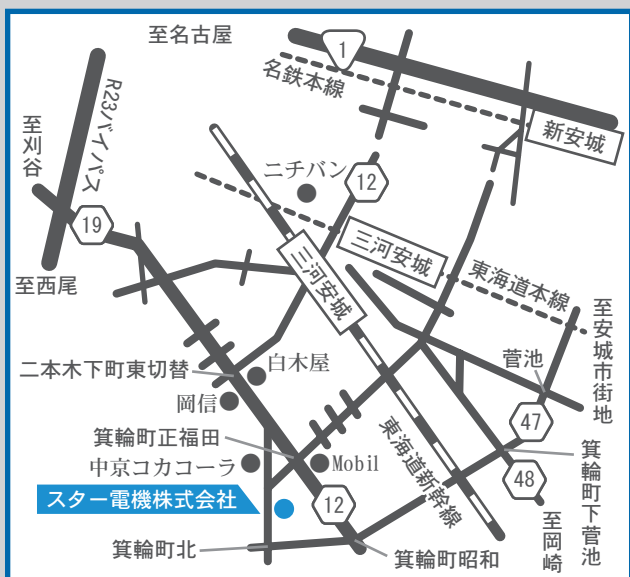 至名古屋
1
名鉄本線
新安城
R23バイパス
至刈谷
ニチバン
12
19
三河安城
三河安城
東海道本線
至西尾
至安城市街地
二本木下町東切替
白木屋
菅池
岡信
47
箕輪町正福田
中京コカコーラ
Mobil
東海道新幹線
48
箕輪町下菅池
スター電機株式会社
12
至岡崎
箕輪町北
箕輪町昭和